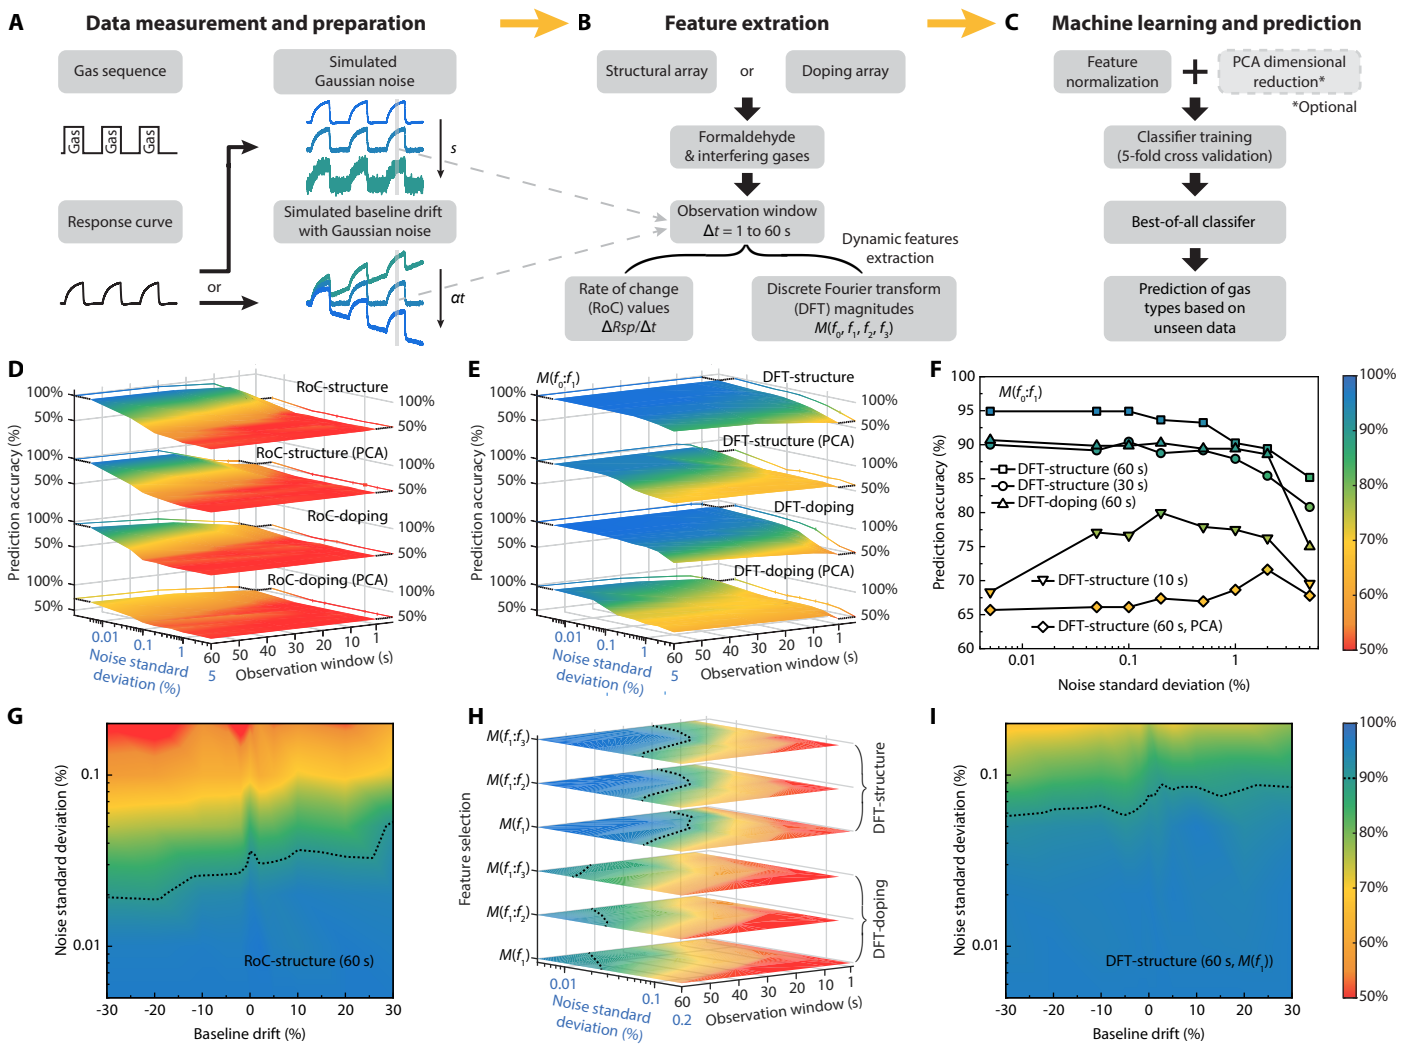 A Data measurement and preparation
Gas sequence
Gas Gas Gas
Response curve
or
Simulated
Gaussian noise
s
Simulated baseline drift
with Gaussian noise
αt
B Feature extration
Structural array or Doping array
Formaldehyde
& interfering gases
Observation window
Δt = 1 to 60 s
Dynamic features
extraction
Rate of change
(RoC) values
ΔRsp/Δt
Discrete Fourier transform
(DFT) magnitudes
M(f₀, f₁, f₂, f₃)
C Machine learning and prediction
Feature
normalization
+
PCA dimensional
reduction*
*Optional
Classifier training
(5-fold cross validation)
Best-of-all classifer
Prediction of gas
types based on
unseen data
D
Prediction accuracy (%)
100%
50%
RoC-structure
100%
50%
100%
50%
RoC-structure (PCA)
100%
50%
100%
50%
RoC-doping
100%
50%
100%
50%
RoC-doping (PCA)
100%
50%
0.01 0.1 1 5
Noise standard
deviation (%)
60 50 40 30 20 10 1
Observation window (s)
E
M(f₀:f₁)
Prediction accuracy (%)
100%
50%
DFT-structure
100%
50%
100%
50%
DFT-structure (PCA)
100%
50%
100%
50%
DFT-doping
100%
50%
100%
50%
DFT-doping (PCA)
100%
50%
0.01 0.1 1 5
Noise standard
deviation (%)
60 50 40 30 20 10 1
Observation window (s)
F
M(f₀:f₁)
Prediction accuracy (%)
100
95
90
85
80
75
70
65
60
DFT-structure (60 s)
DFT-structure (30 s)
DFT-doping (60 s)
DFT-structure (10 s)
DFT-structure (60 s, PCA)
0.01 0.1 1
Noise standard deviation (%)
100%
90%
80%
70%
60%
50%
G
Noise standard deviation (%)
0.1
0.01
RoC-structure (60 s)
-30 -20 -10 0 10 20 30
Baseline drift (%)
H
Feature selection
M(f₁:f₃)
M(f₁:f₂)
M(f₁)
M(f₁:f₃)
M(f₁:f₂)
M(f₁)
DFT-structure
DFT-doping
0.01 0.1 0.2
Noise standard
deviation (%)
60 50 40 30 20 10 1
Observation window (s)
I
Noise standard deviation (%)
0.1
0.01
DFT-structure (60 s, M(f₁))
-30 -20 -10 0 10 20 30
Baseline drift (%)
100%
90%
80%
70%
60%
50%